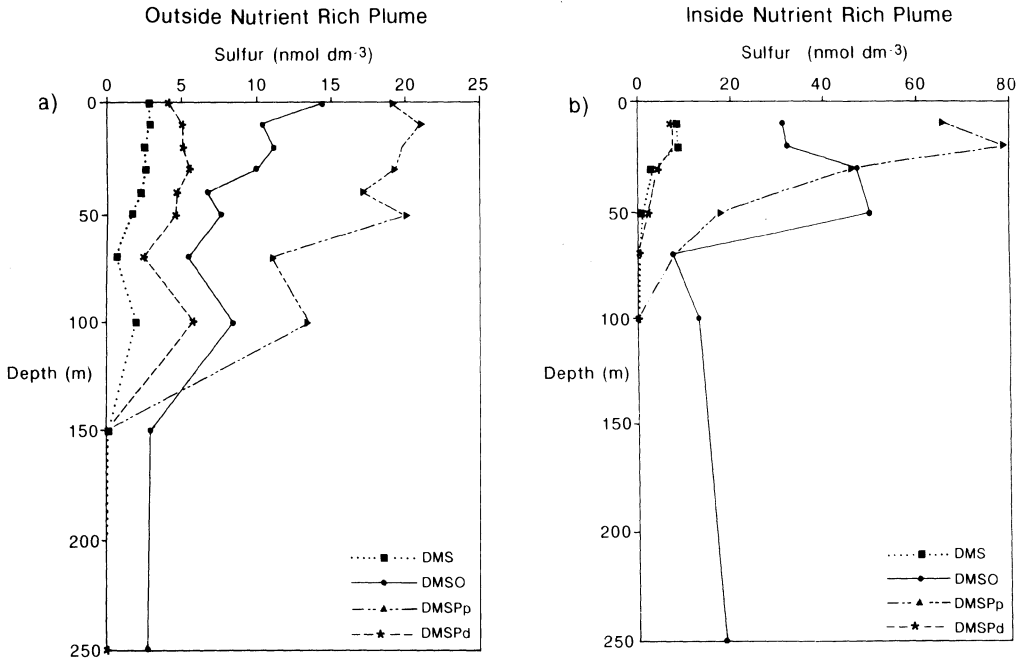 Outside Nutrient Rich Plume
Sulfur (nmol dm-3)
0 5 10 15 20 25
a)
0
50
100
Depth (m)
150
200
250
DMS
DMSO
DMSPp
DMSPd
Inside Nutrient Rich Plume
Sulfur (nmol dm-3)
0 20 40 60 80
b)
0
50
100
Depth (m)
150
200
250
DMS
DMSO
DMSPp
DMSPd